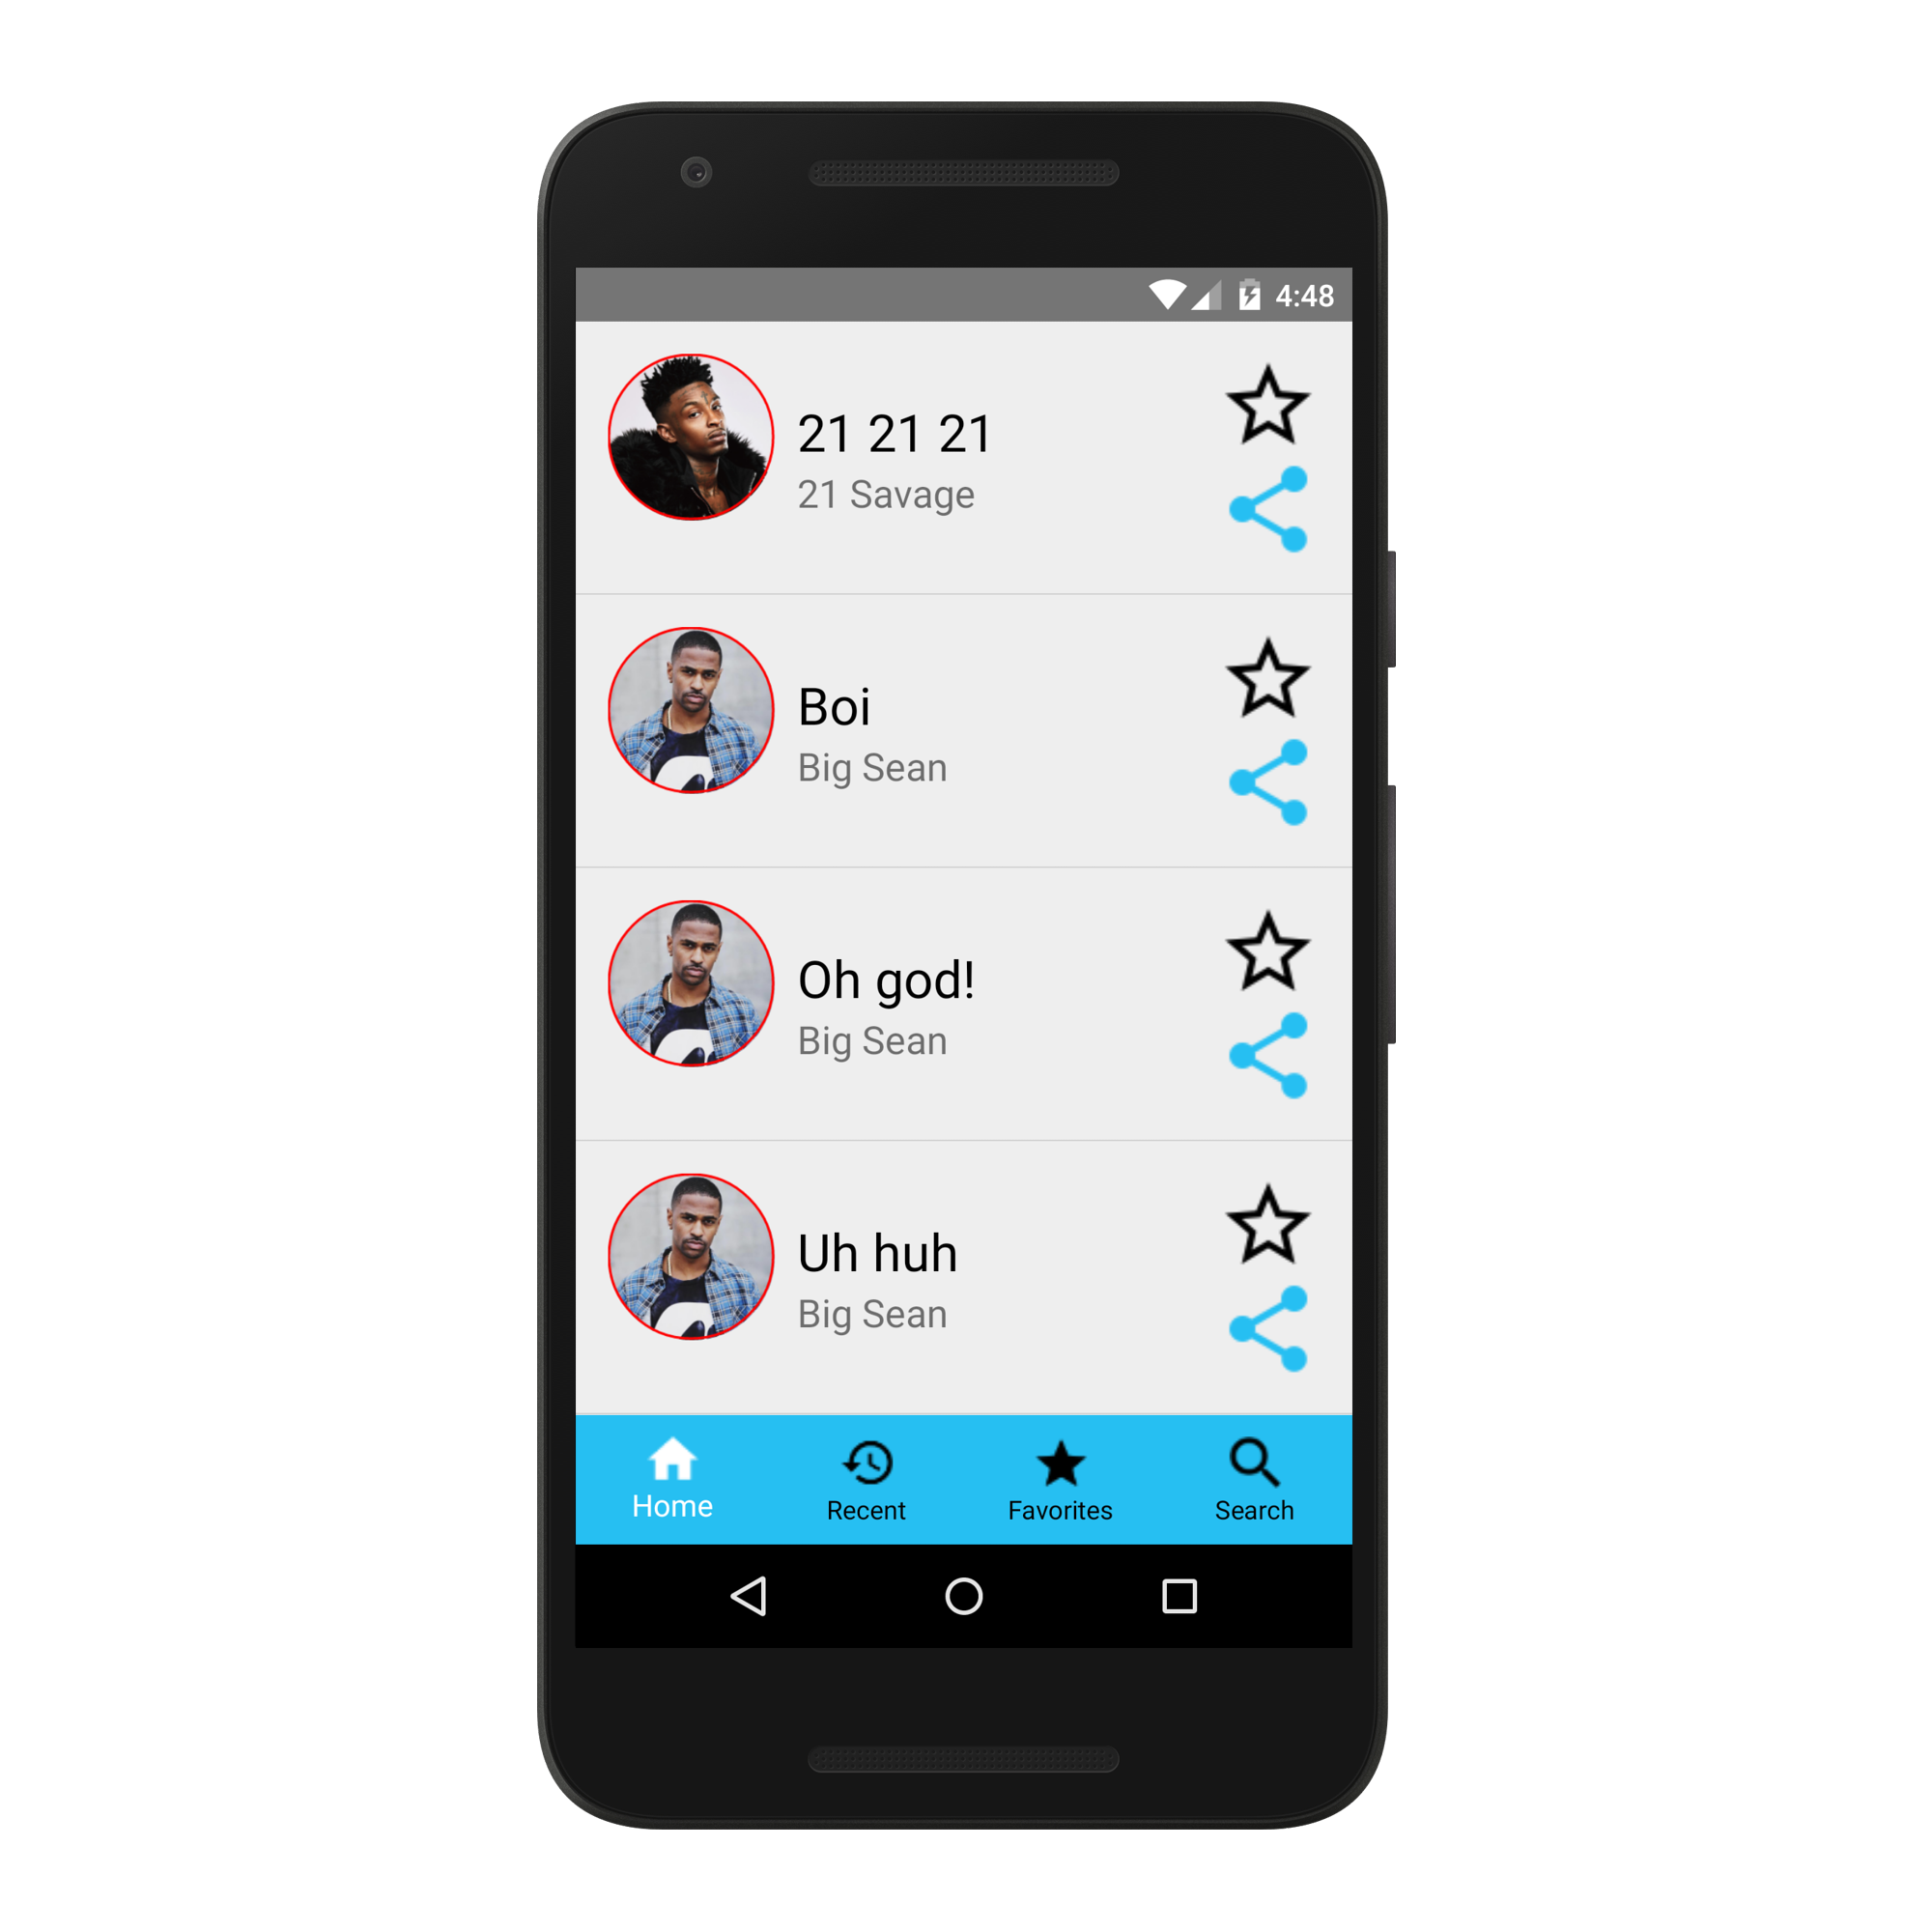 4:48
21 21 21
21 Savage
Boi
Big Sean
Oh god!
Big Sean
Uh huh
Big Sean
Home
Recent
Favorites
Search